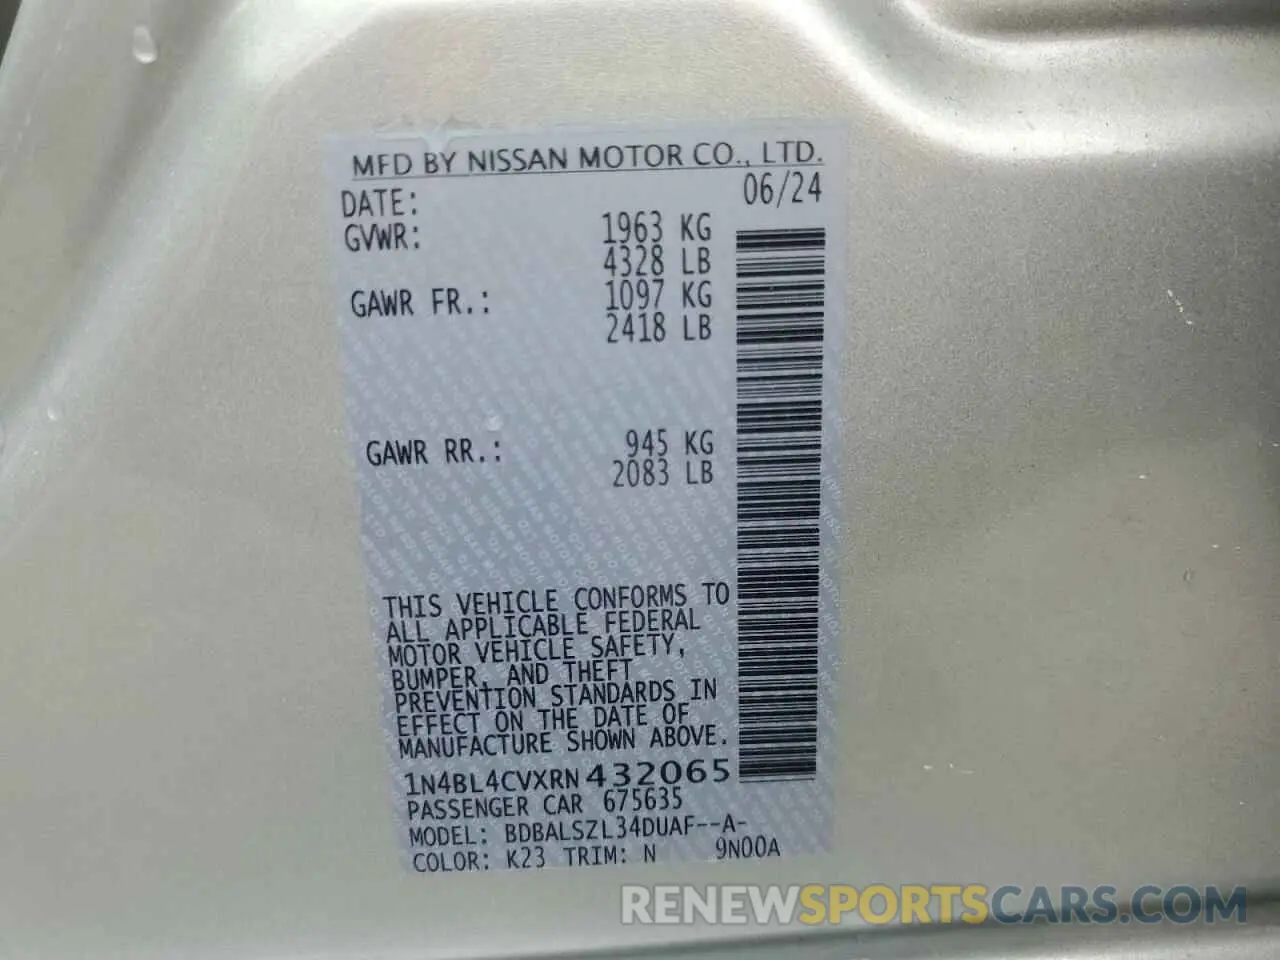 MFD BY NISSAN MOTOR CO., LTD.
DATE: 06/24
GVWR: 1963 KG
4328 LB
GAWR FR.: 1097 KG
2418 LB
GAWR RR.: 945 KG
2083 LB
THIS VEHICLE CONFORMS TO
ALL APPLICABLE FEDERAL
MOTOR VEHICLE SAFETY,
BUMPER, AND THEFT
PREVENTION STANDARDS IN
EFFECT ON THE DATE OF
MANUFACTURE SHOWN ABOVE.
1N4BL4CVXRN432065
PASSENGER CAR 675635
MODEL: BDBALSZL34DUAF--A-
COLOR: K23 TRIM: N 9N00A
RENEWSPORTSCARS.COM